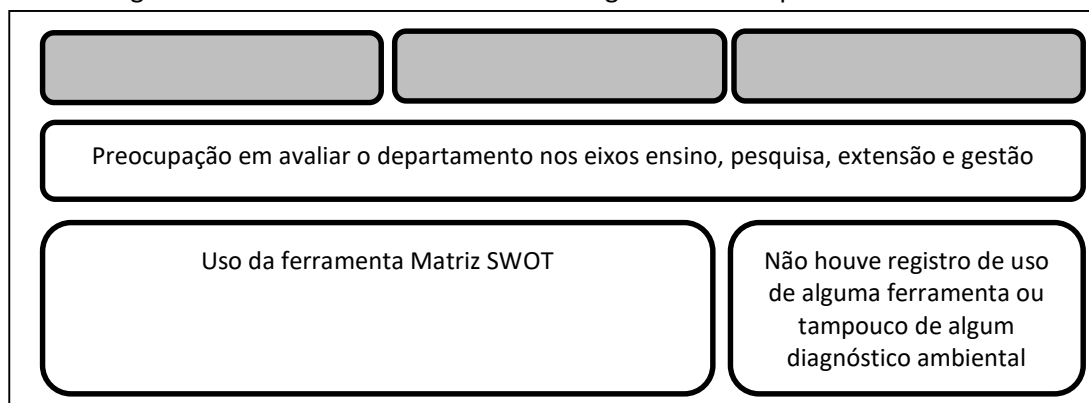 Preocupação em avaliar o departamento nos eixos ensino, pesquisa, extensão e gestão
Uso da ferramenta Matriz SWOT
Não houve registro de uso
de alguma ferramenta ou
tampouco de algum
diagnóstico ambiental